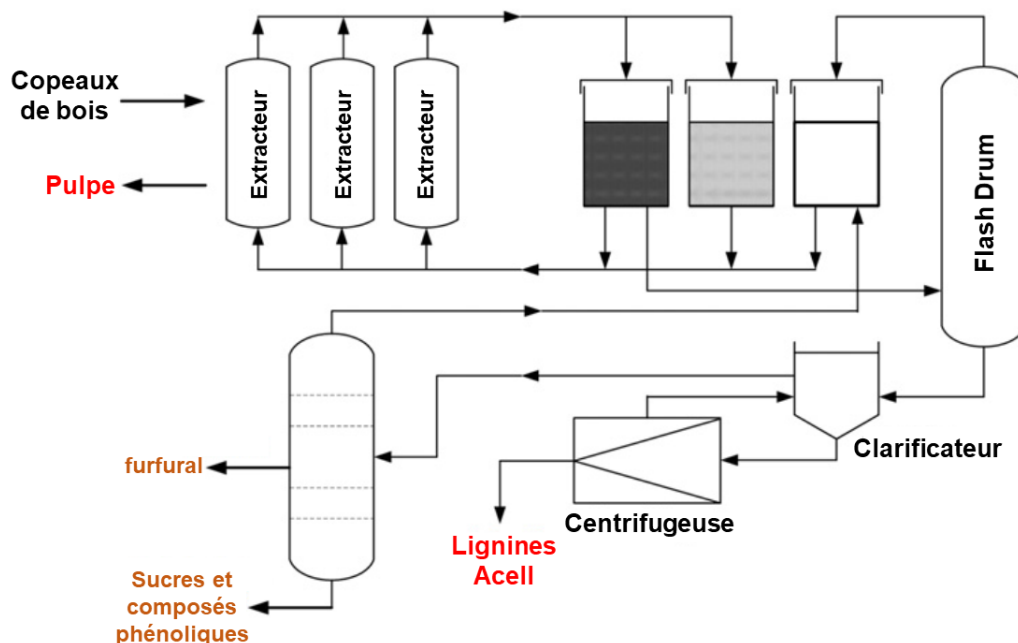 Copeaux
de bois
Pulpe
Extracteur
Extracteur
Extracteur
Flash Drum
Clarificateur
Centrifugeuse
Lignines
Acell
furfural
Sucres et
composés
phénoliques